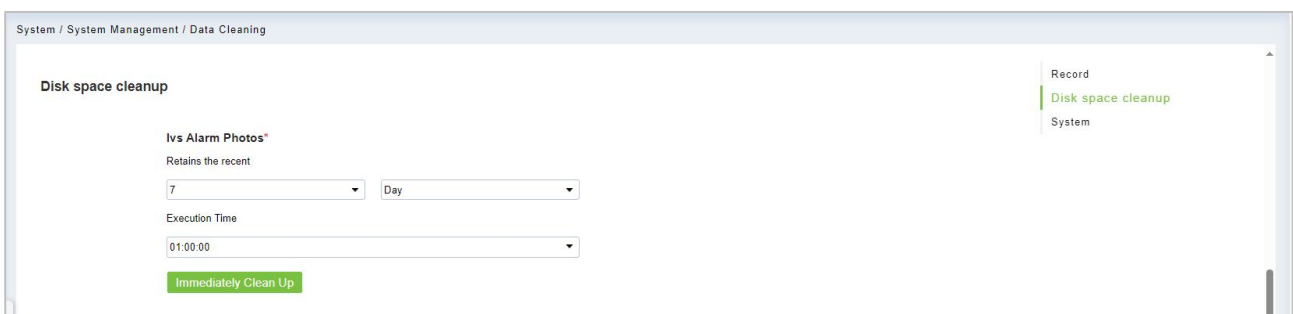 System / System Management / Data Cleaning
Disk space cleanup
Ivs Alarm Photos*
Retains the recent
7 Day
Execution Time
01:00:00
Immediately Clean Up
Record
Disk space cleanup
System